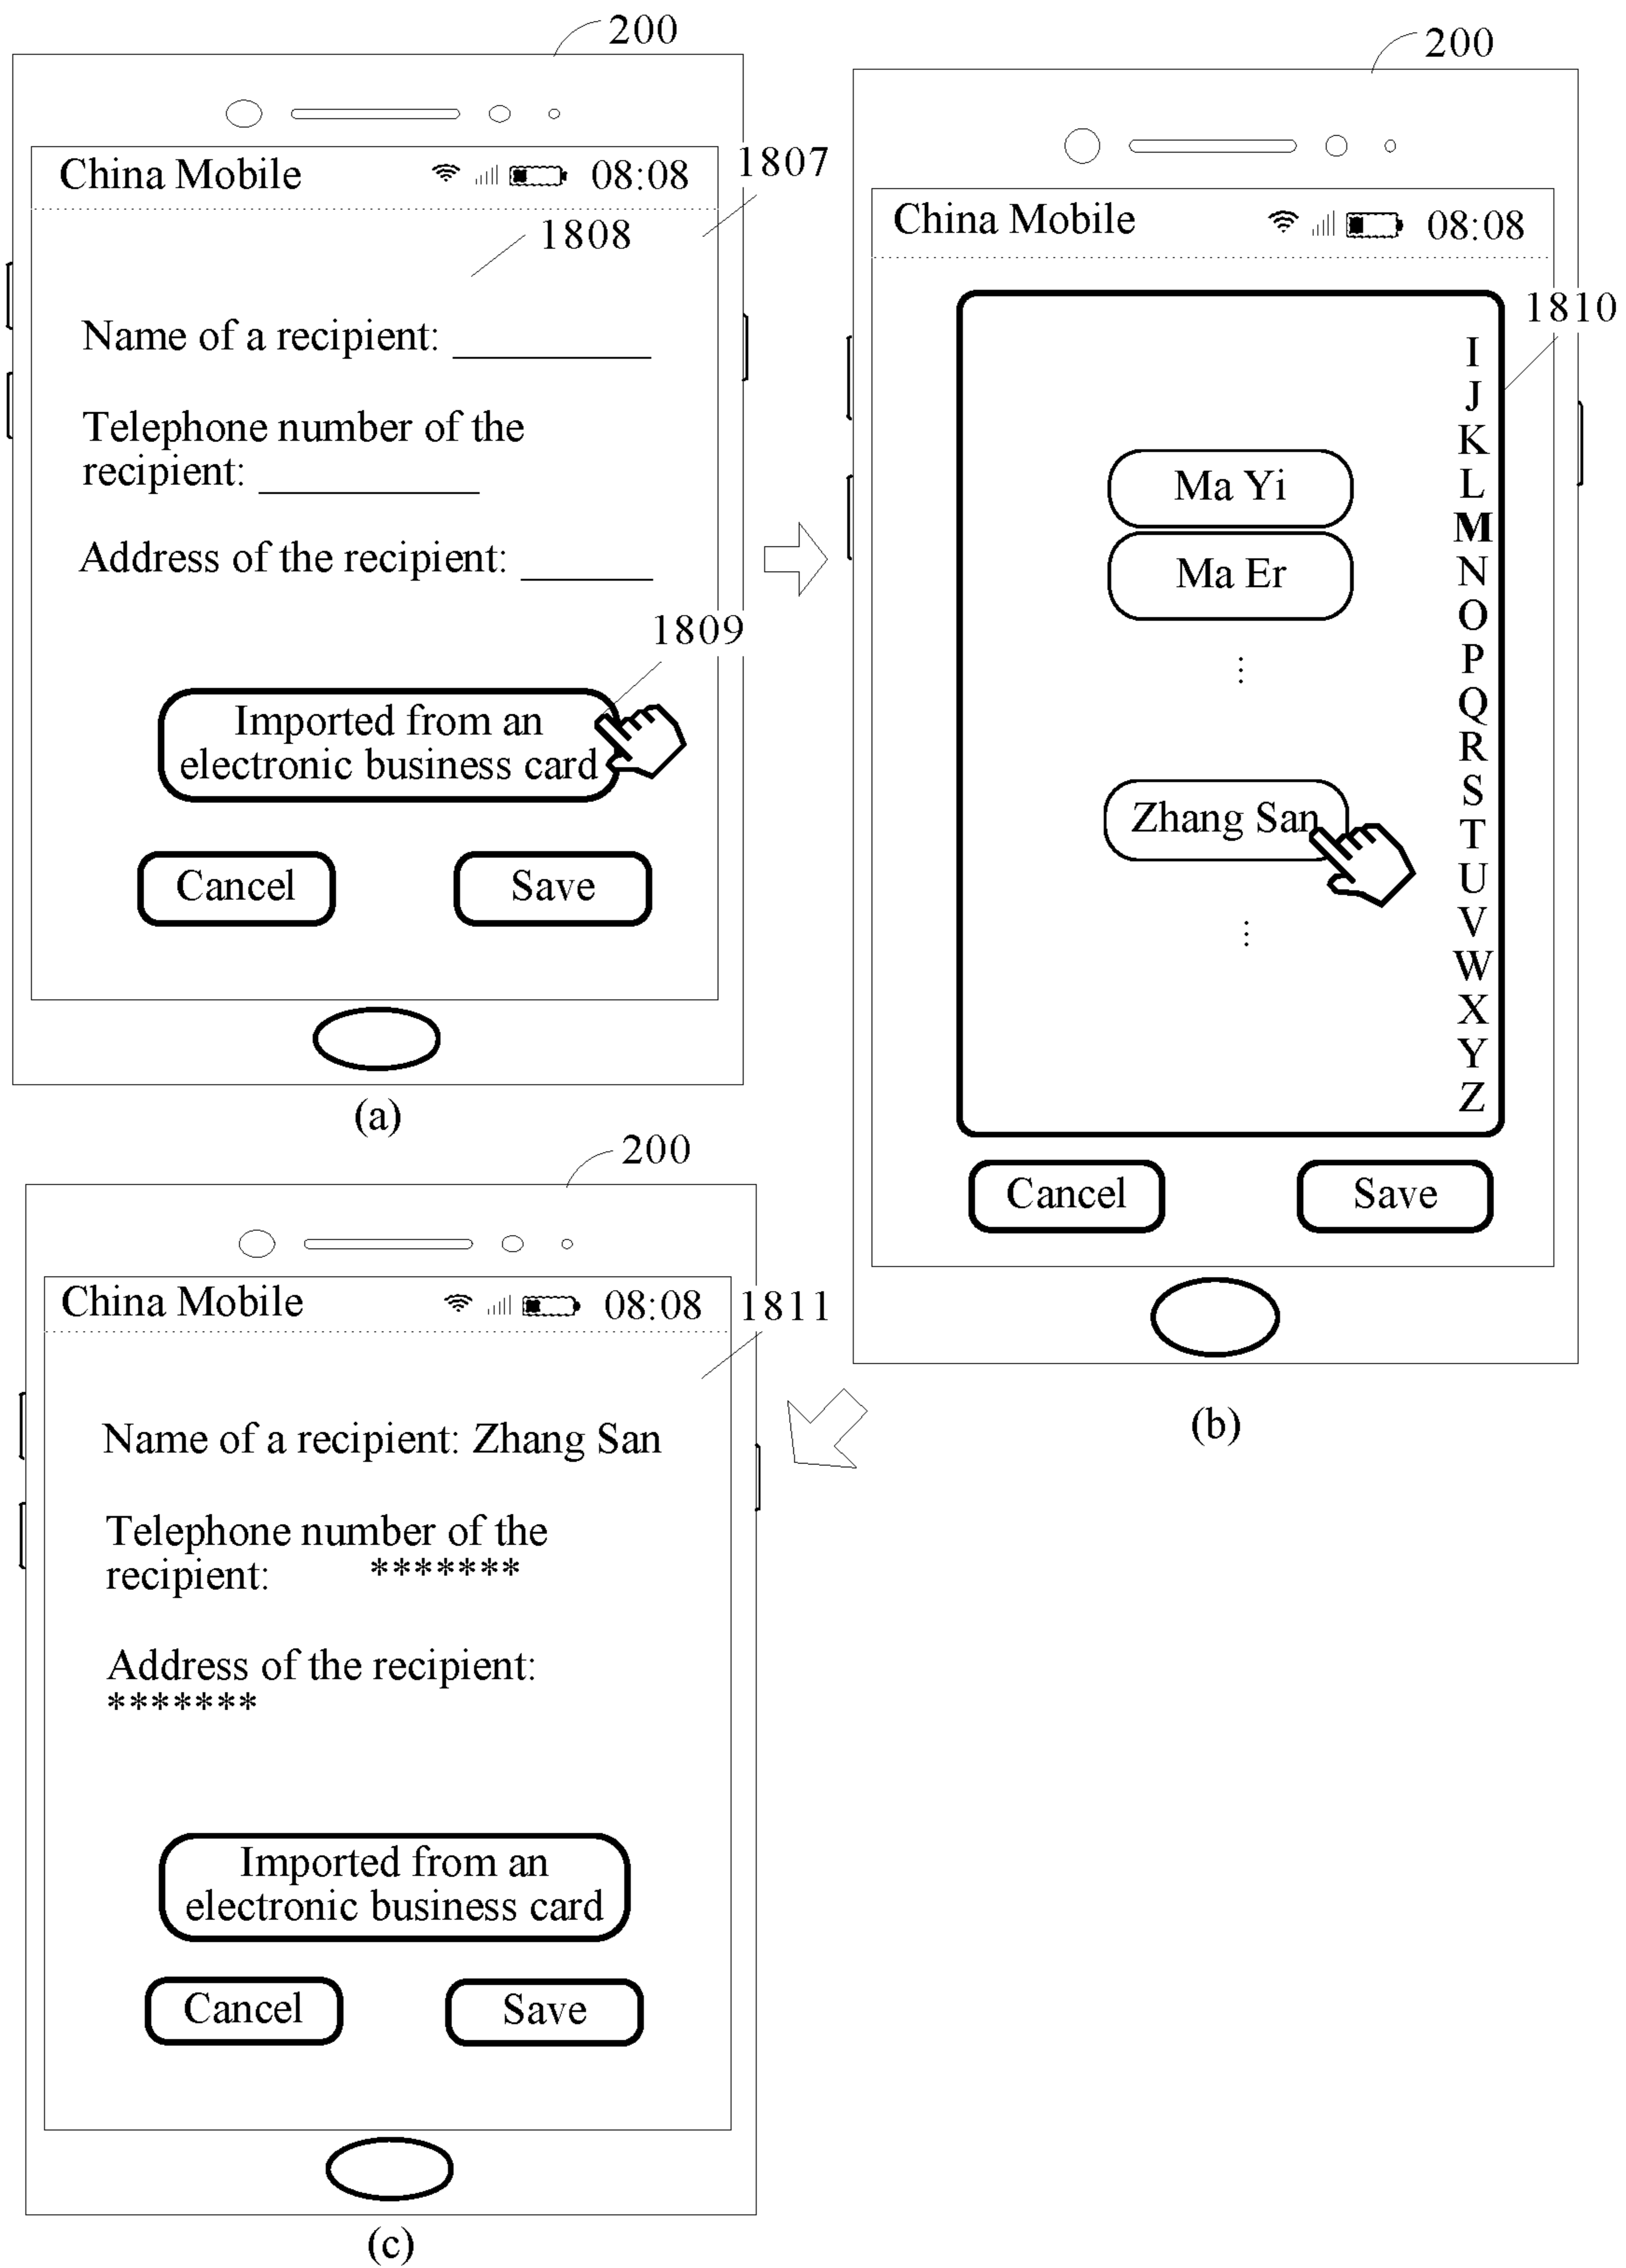 200
China Mobile 08:08
1807
1808
Name of a recipient:
Telephone number of the
recipient:
Address of the recipient:
1809
Imported from an
electronic business card
Cancel Save
(a)
200
China Mobile 08:08
1810
I
J
K
L
M
N
O
P
Q
R
S
T
U
V
W
X
Y
Z
Ma Yi
Ma Er
Zhang San
Cancel Save
(b)
200
China Mobile 08:08
1811
Name of a recipient: Zhang San
Telephone number of the
recipient: *******
Address of the recipient:
*******
Imported from an
electronic business card
Cancel Save
(c)